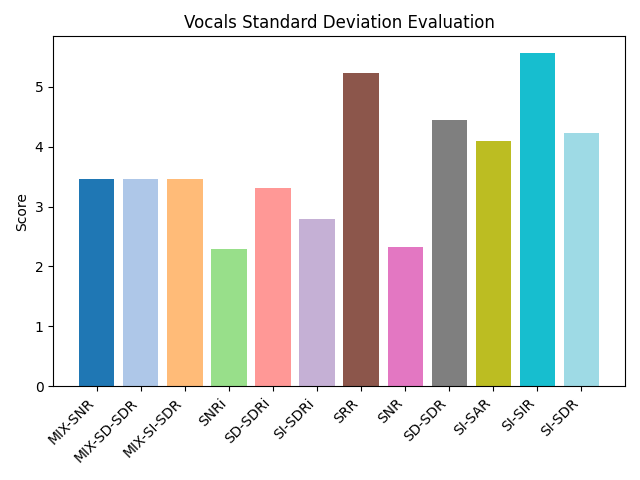 Vocals Standard Deviation Evaluation
Score
5
4
3
2
1
0
MIX-SNR
MIX-SD-SDR
MIX-SI-SDR
SNRi
SD-SDRi
SI-SDRi
SRR
SNR
SD-SDR
SI-SAR
SI-SIR
SI-SDR